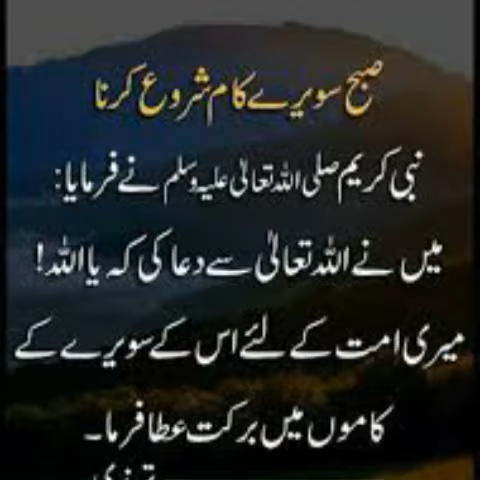 صبح سویرے کام شروع کرنا
نبی کریم صلی اللہ تعالیٰ علیہ وسلم نے فرمایا:
میں نے اللہ تعالیٰ سے دعا کی کہ یا اللہ!
میری امت کے لئے اس کے سویرے کے
کاموں میں برکت عطا فرما۔